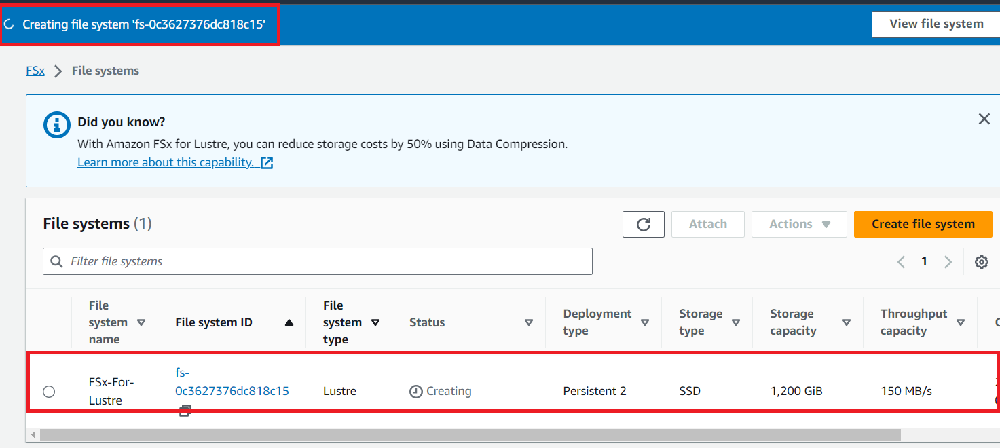 Creating file system 'fs-0c3627376dc818c15'
View file system
FSx
File systems
Did you know?
With Amazon FSx for Lustre, you can reduce storage costs by 50% using Data Compression.
Learn more about this capability.
File systems (1)
Attach
Actions
Create file system
Filter file systems
1
File
system
name
File system ID
File
system
type
Status
Deployment
type
Storage
type
Storage
capacity
Throughput
capacity
FSx-For-
Lustre
fs-
0c3627376dc818c15
Lustre
Creating
Persistent 2
SSD
1,200 GiB
150 MB/s